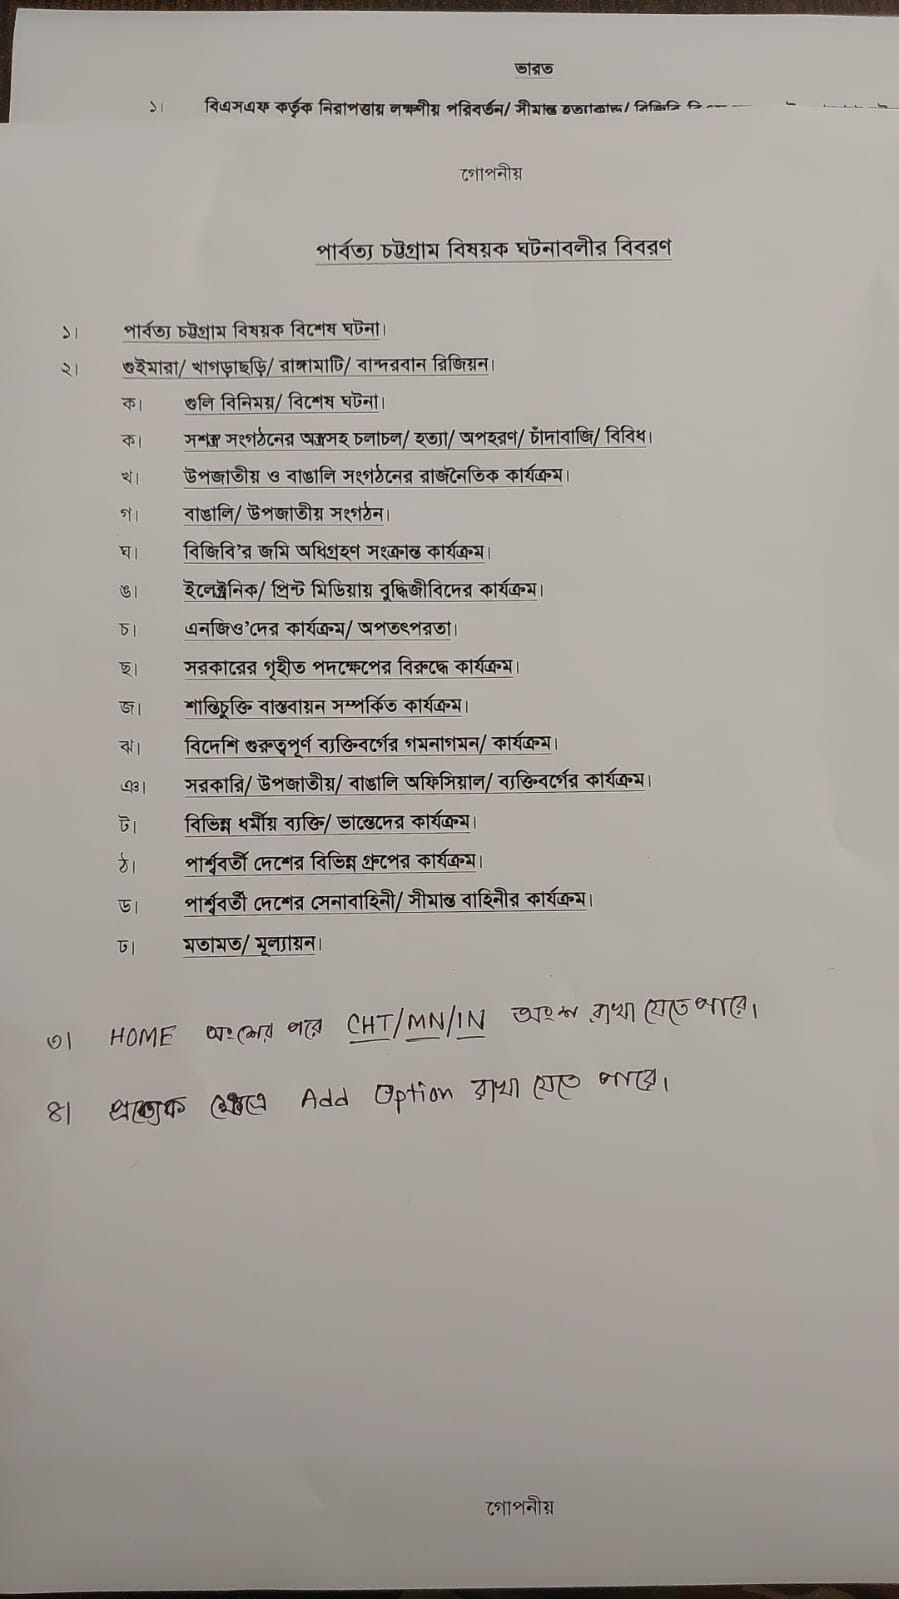 ভারত
১। বিএসএফ কর্তৃক নিরাপত্তায় লক্ষণীয় পরিবর্তন/ সীমান্ত হত্যাকান্ড/
গোপনীয়
পার্বত্য চট্টগ্রাম বিষয়ক ঘটনাবলীর বিবরণ
১। পার্বত্য চট্টগ্রাম বিষয়ক বিশেষ ঘটনা।
২। গুইমারা/ খাগড়াছড়ি/ রাঙ্গামাটি/ বান্দরবান রিজিয়ন।
ক। গুলি বিনিময়/ বিশেষ ঘটনা।
ক। সশস্ত্র সংগঠনের অস্ত্রসহ চলাচল/ হত্যা/ অপহরণ/ চাঁদাবাজি/ বিবিধ।
খ। উপজাতীয় ও বাঙালি সংগঠনের রাজনৈতিক কার্যক্রম।
গ। বাঙালি/ উপজাতীয় সংগঠন।
ঘ। বিজিবি'র জমি অধিগ্রহণ সংক্রান্ত কার্যক্রম।
ঙ। ইলেক্ট্রনিক/ প্রিন্ট মিডিয়ায় বুদ্ধিজীবিদের কার্যক্রম।
চ। এনজিও'দের কার্যক্রম/ অপতৎপরতা।
ছ। সরকারের গৃহীত পদক্ষেপের বিরুদ্ধে কার্যক্রম।
জ। শান্তিচুক্তি বাস্তবায়ন সম্পর্কিত কার্যক্রম।
ঝ। বিদেশি গুরুত্বপূর্ণ ব্যক্তিবর্গের গমনাগমন/ কার্যক্রম।
ঞ। সরকারি/ উপজাতীয়/ বাঙালি অফিসিয়াল/ ব্যক্তিবর্গের কার্যক্রম।
ট। বিভিন্ন ধর্মীয় ব্যক্তি/ ভান্তেদের কার্যক্রম।
ঠ। পার্শ্ববর্তী দেশের বিভিন্ন গ্রুপের কার্যক্রম।
ড। পার্শ্ববর্তী দেশের সেনাবাহিনী/ সীমান্ত বাহিনীর কার্যক্রম।
ঢ। মতামত/ মূল্যায়ন।
৩। HOME অংশের পরে CHT/MN/IN অংশ রাখা যেতে পারে।
৪। প্রত্যেক ক্ষেত্রে Add Option রাখা যেতে পারে।
গোপনীয়